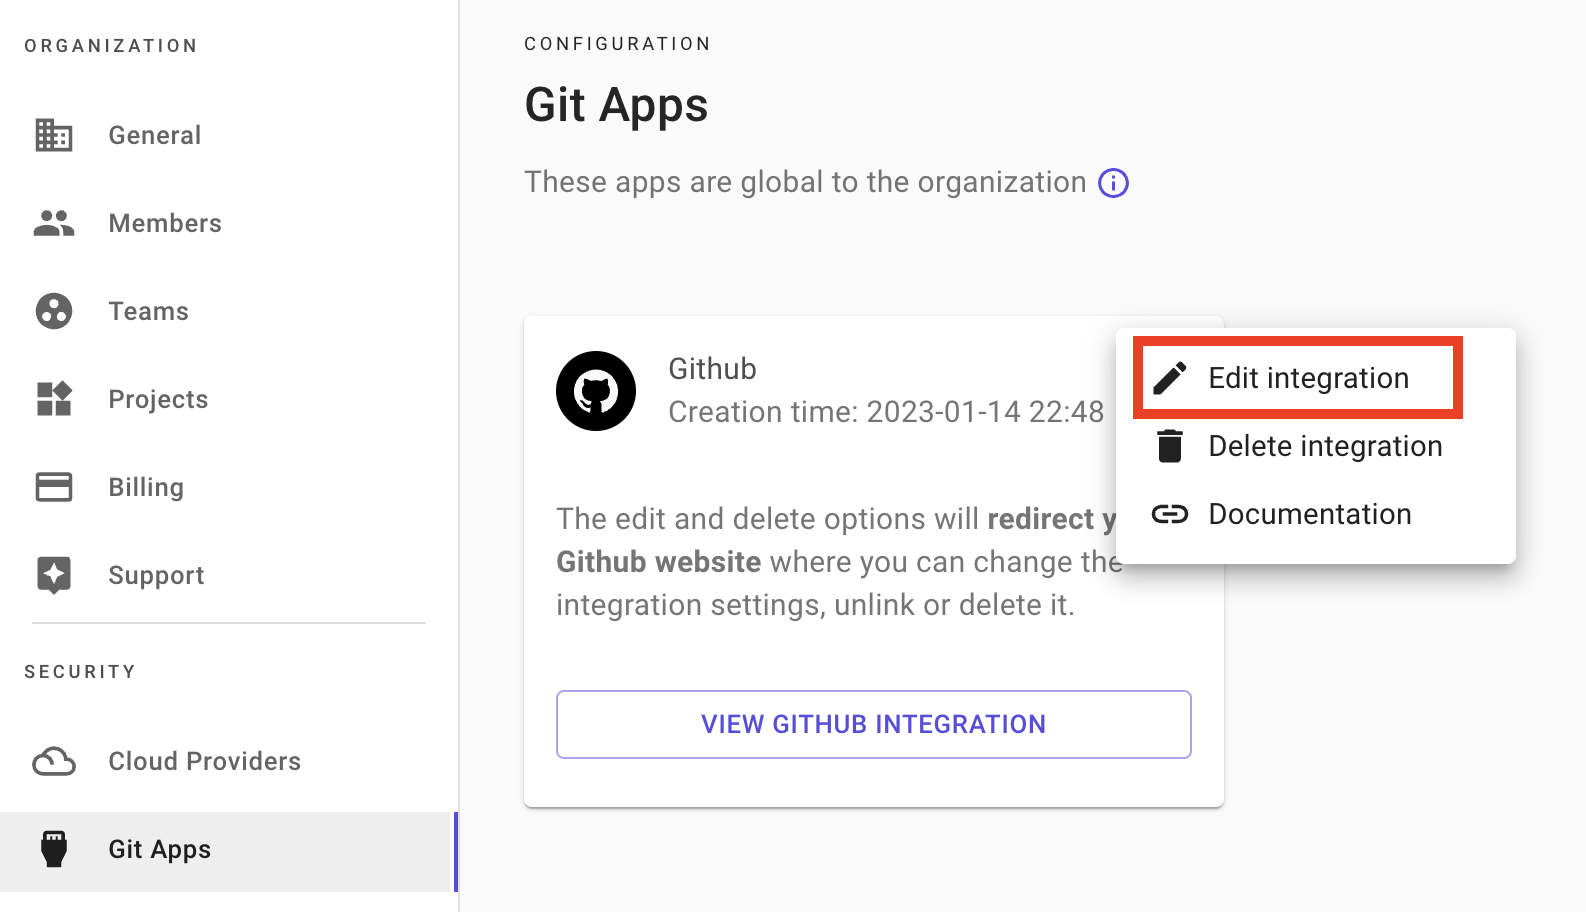 ORGANIZATION
General
Members
Teams
Projects
Billing
Support
SECURITY
Cloud Providers
Git Apps
CONFIGURATION
Git Apps
These apps are global to the organization
Github
Creation time: 2023-01-14 22:48
The edit and delete options will redirect y
Github website where you can change the
integration settings, unlink or delete it.
VIEW GITHUB INTEGRATION
Edit integration
Delete integration
Documentation